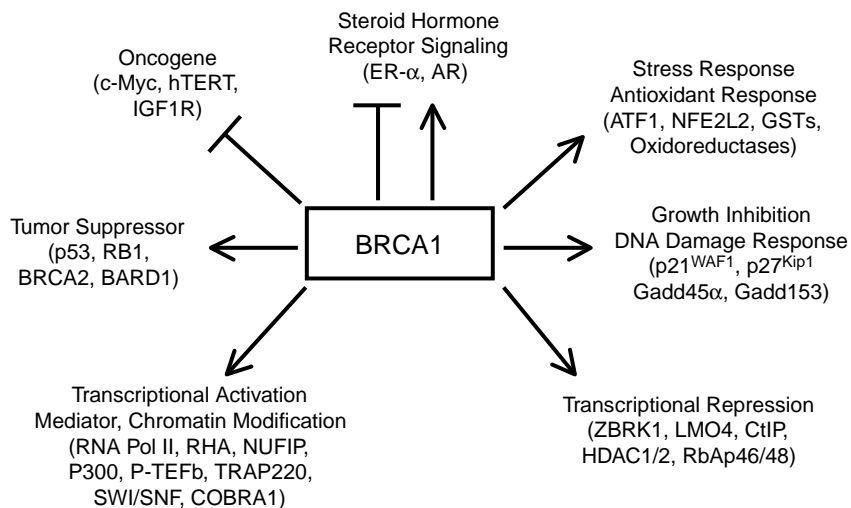 Oncogene
(c-Myc, hTERT,
IGF1R)
Steroid Hormone
Receptor Signaling
(ER-α, AR)
Stress Response
Antioxidant Response
(ATF1, NFE2L2, GSTs,
Oxidoreductases)
Tumor Suppressor
(p53, RB1,
BRCA2, BARD1)
BRCA1
Growth Inhibition
DNA Damage Response
(p21WAF1, p27Kip1
Gadd45α, Gadd153)
Transcriptional Activation
Mediator, Chromatin Modification
(RNA Pol II, RHA, NUFIP,
P300, P-TEFb, TRAP220,
SWI/SNF, COBRA1)
Transcriptional Repression
(ZBRK1, LMO4, CtIP,
HDAC1/2, RbAp46/48)